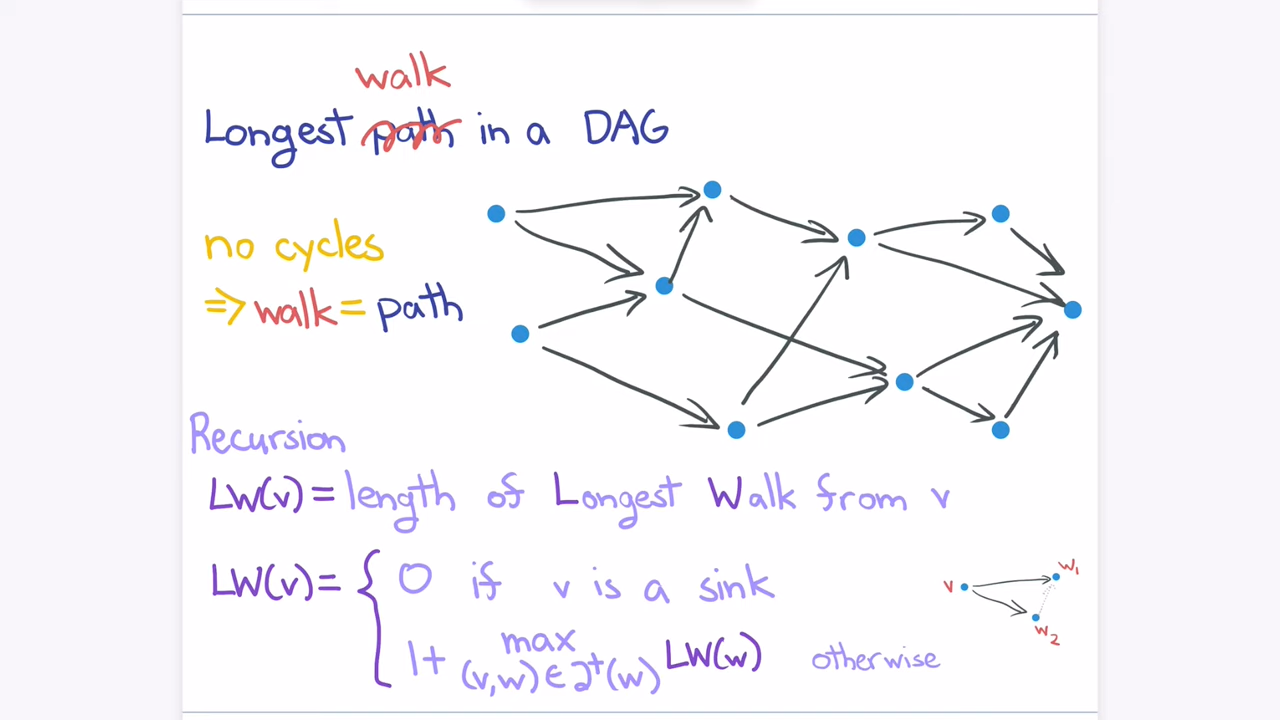 walk
Longest path in a DAG
no cycles
⇒ walk = path
Recursion
LW(v) = length of Longest Walk from v
LW(v) = { 0 if v is a sink
1 + max LW(w) otherwise
(v,w) ∈ ∂⁺(w)
v
w₁
w₂